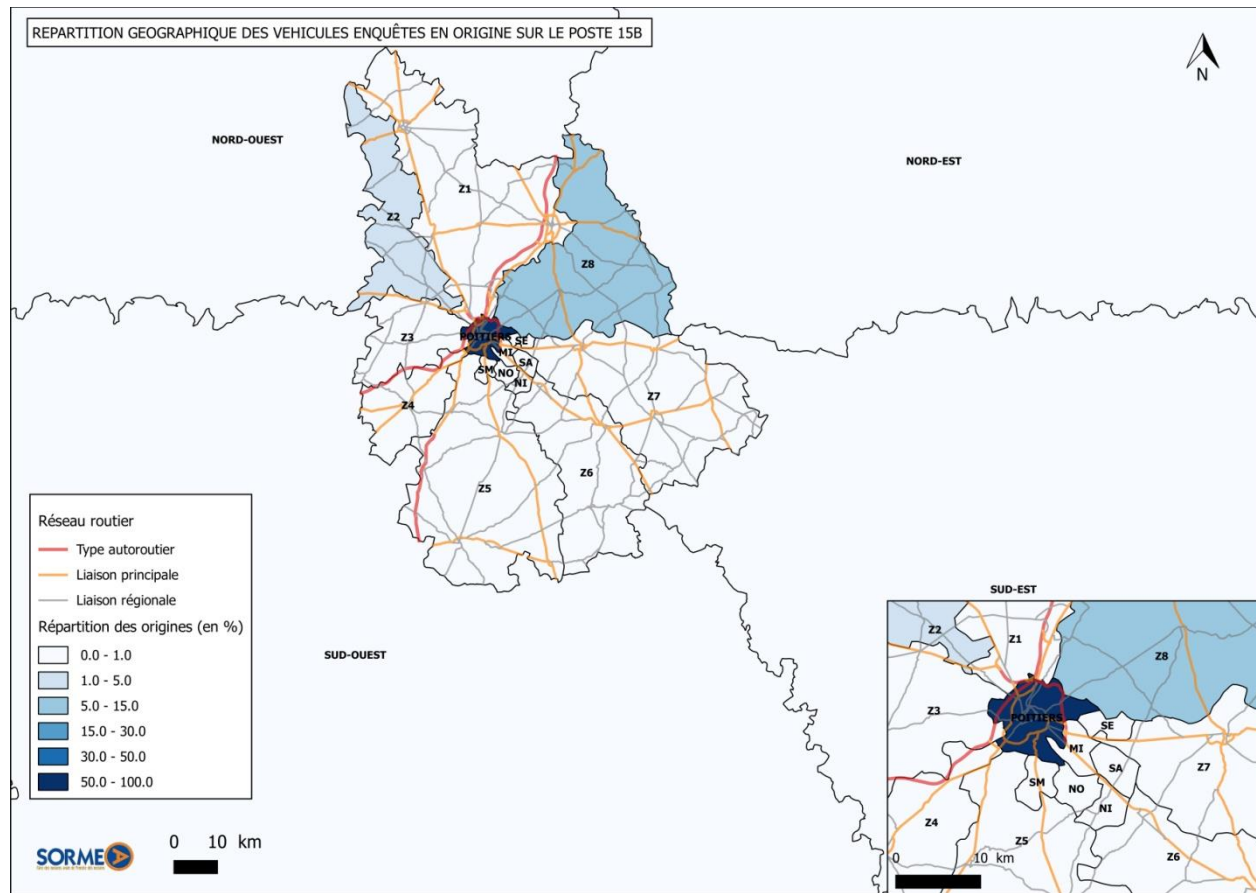 REPARTITION GEOGRAPHIQUE DES VEHICULES ENQUÊTES EN ORIGINE SUR LE POSTE 15B
N
NORD-OUEST
NORD-EST
Z1
Z2
Z8
Z3
POITIERS
SE
MI
SA
SM
NO
NI
Z4
Z7
Z6
Z5
Réseau routier
Type autoroutier
Liaison principale
Liaison régionale
Répartition des origines (en %)
0.0 - 1.0
1.0 - 5.0
5.0 - 15.0
15.0 - 30.0
30.0 - 50.0
50.0 - 100.0
SUD-OUEST
SUD-EST
Z2
Z1
Z8
Z3
POITIERS
SE
MI
SA
Z7
SM
NO
NI
Z4
Z5
Z6
0 10 km
0 10 km
SORMEA